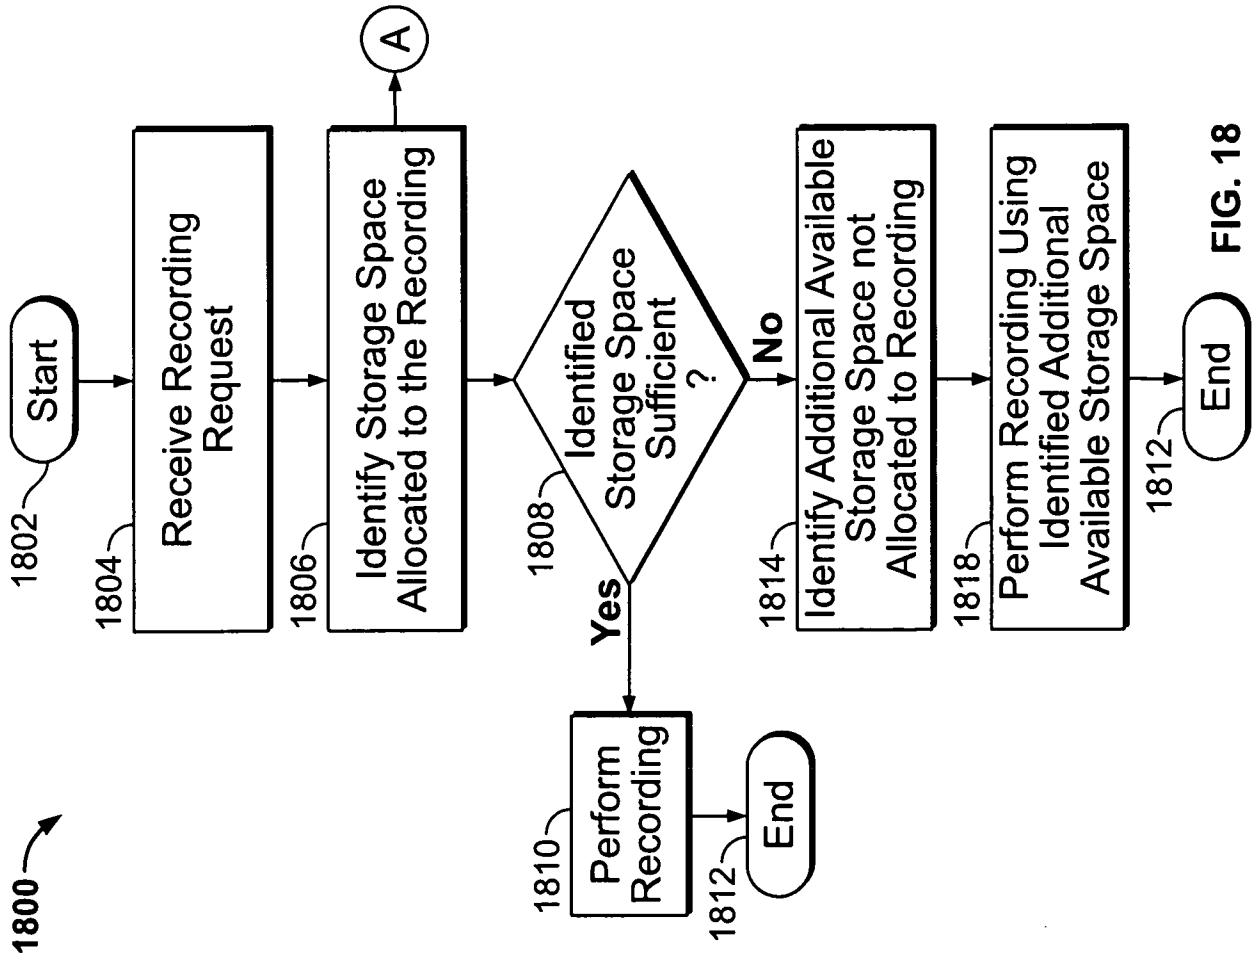 1800
Start
1802
Receive Recording
Request
1804
A
Identify Storage Space
Allocated to the Recording
1806
Identified
Storage Space
Sufficient
?
1808
Yes
No
Perform
Recording
1810
End
1812
Identify Additional Available
Storage Space not
Allocated to Recording
1814
Perform Recording Using
Identified Additional
Available Storage Space
1818
End
1812
FIG. 18